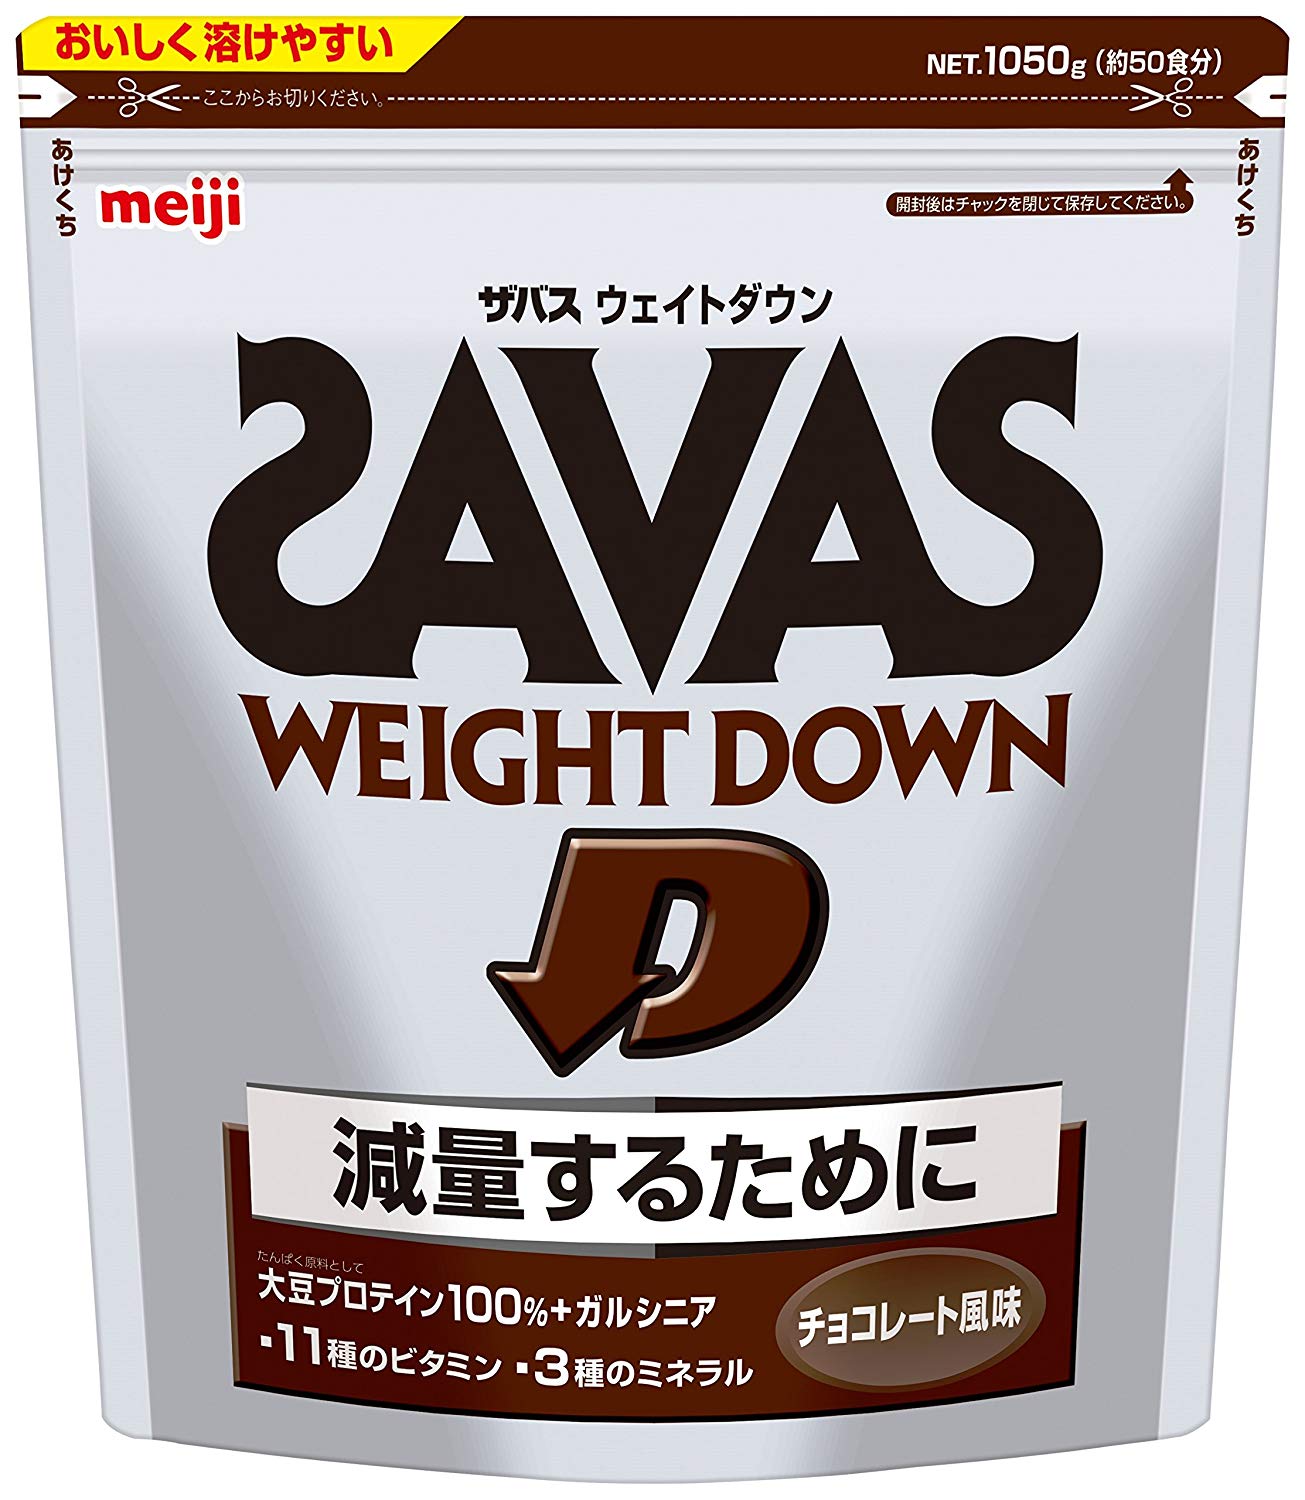 おいしく溶けやすい
NET.1050g（約50食分）
ここからお切りください。
あけくち
あけくち
meiji
開封後はチャックを閉じて保存してください。
ザバス ウェイトダウン
SAVAS
WEIGHT DOWN
D
減量するために
たんぱく原料として
大豆プロテイン100%+ガルシニア
▪11種のビタミン ▪3種のミネラル
チョコレート風味